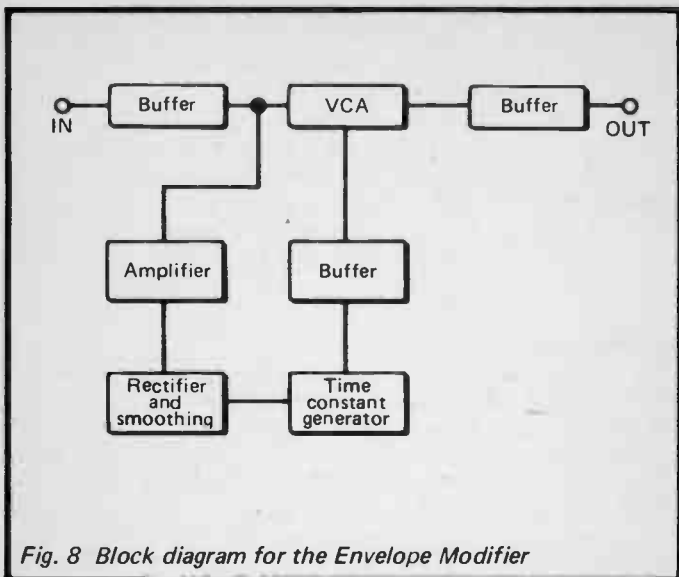 Buffer
VCA
Buffer
IN
OUT
Amplifier
Buffer
Rectifier
and
smoothing
Time
constant
generator
Fig. 8 Block diagram for the Envelope Modifier